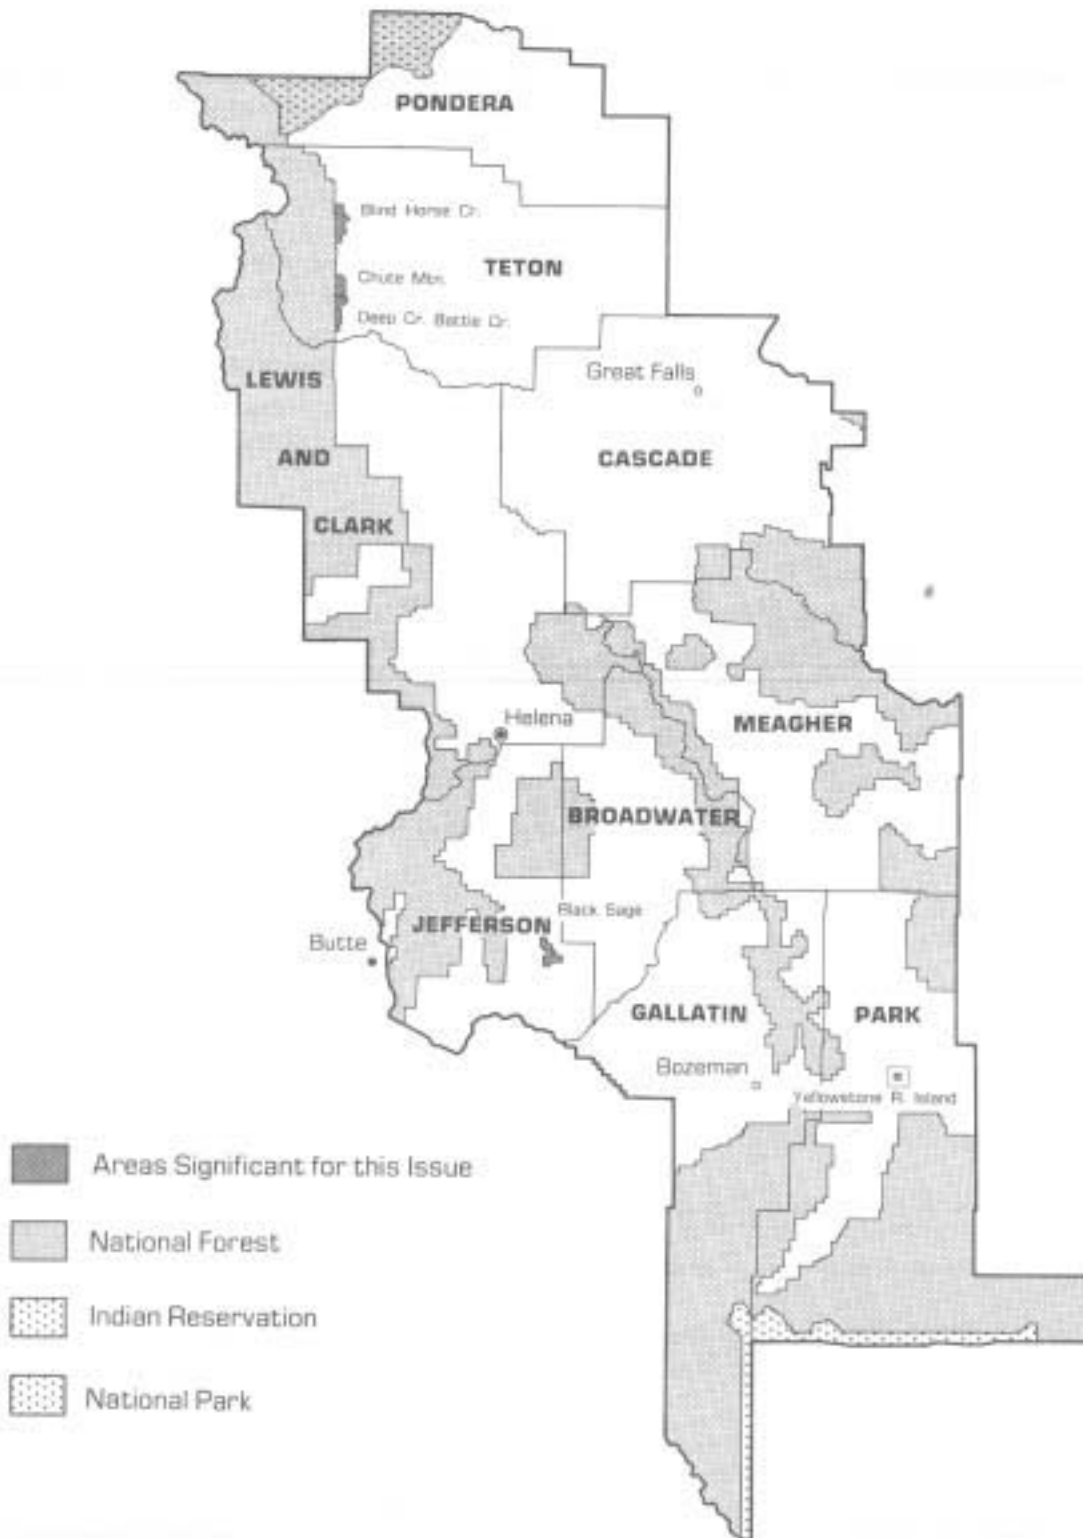 PONDERA
Blind Horse Cr.
TETON
Chute Mtn.
Deep Cr. Battle Cr.
LEWIS
Great Falls
AND
CASCADE
CLARK
Helena
MEAGHER
BROADWATER
Black Sage
JEFFERSON
Butte
GALLATIN
PARK
Bozeman
Yellowstone R. Island
Areas Significant for this Issue
National Forest
Indian Reservation
National Park